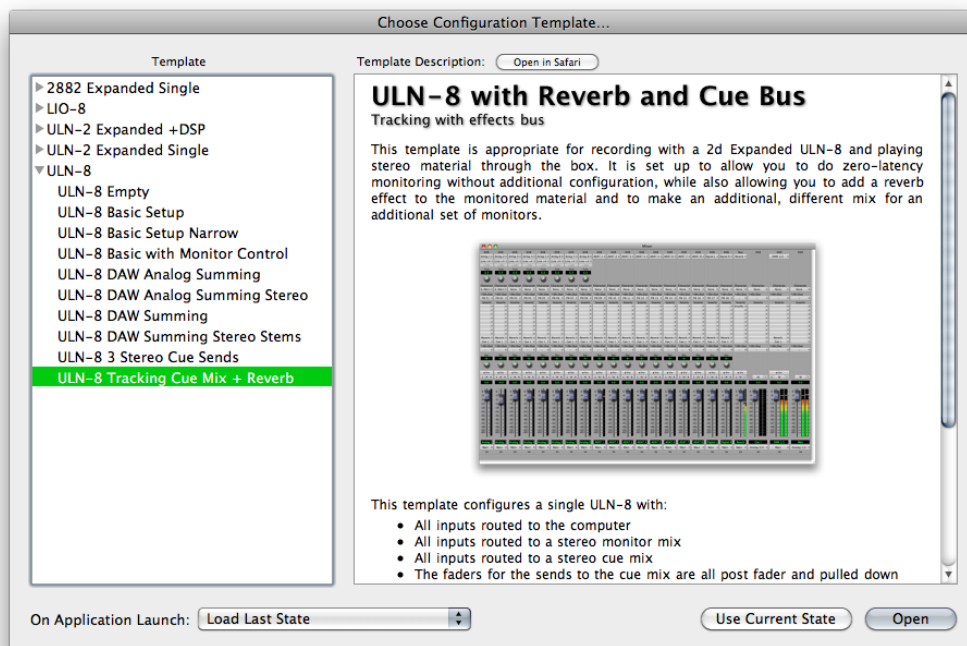 Choose Configuration Template...
Template
Template Description:
Open in Safari
2882 Expanded Single
LIO-8
ULN-2 Expanded +DSP
ULN-2 Expanded Single
ULN-8
ULN-8 Empty
ULN-8 Basic Setup
ULN-8 Basic Setup Narrow
ULN-8 Basic with Monitor Control
ULN-8 DAW Analog Summing
ULN-8 DAW Analog Summing Stereo
ULN-8 DAW Summing
ULN-8 DAW Summing Stereo Stems
ULN-8 3 Stereo Cue Sends
ULN-8 Tracking Cue Mix + Reverb
ULN-8 with Reverb and Cue Bus
Tracking with effects bus
This template is appropriate for recording with a 2d Expanded ULN-8 and playing
stereo material through the box. It is set up to allow you to do zero-latency
monitoring without additional configuration, while also allowing you to add a reverb
effect to the monitored material and to make an additional, different mix for an
additional set of monitors.
This template configures a single ULN-8 with:
• All inputs routed to the computer
• All inputs routed to a stereo monitor mix
• All inputs routed to a stereo cue mix
• The faders for the sends to the cue mix are all post fader and pulled down
On Application Launch:
Load Last State
Use Current State
Open